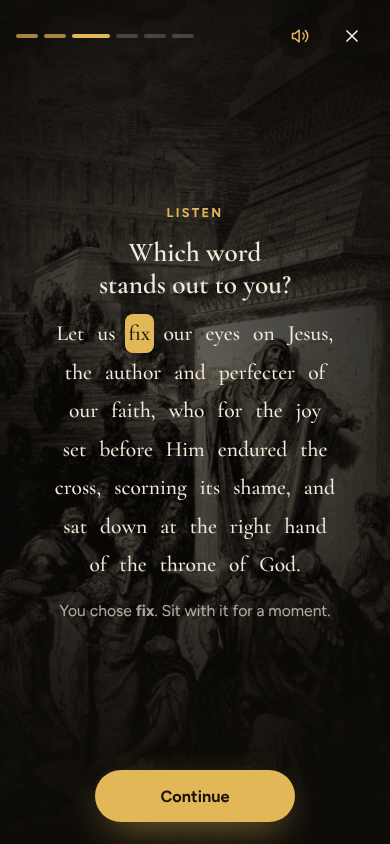 LISTEN
Which word
stands out to you?
Let us fix our eyes on Jesus,
the author and perfecter of
our faith, who for the joy
set before Him endured the
cross, scorning its shame, and
sat down at the right hand
of the throne of God.
You chose fix. Sit with it for a moment.
Continue